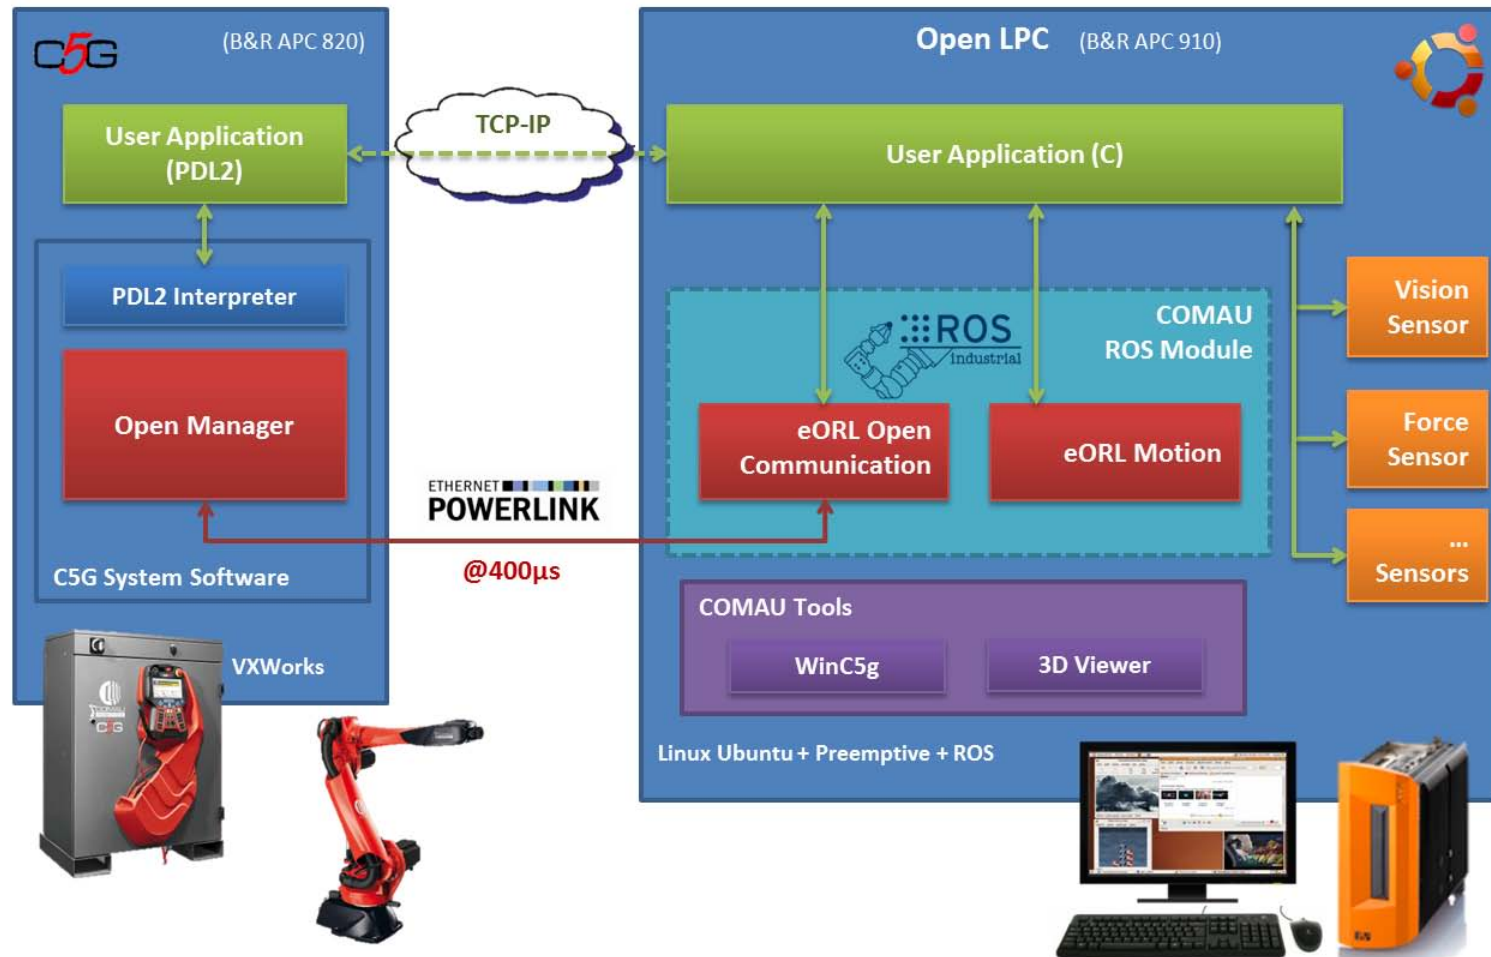 C5G
(B&R APC 820)
Open LPC (B&R APC 910)
User Application
(PDL2)
TCP-IP
User Application (C)
PDL2 Interpreter
Open Manager
C5G System Software
VXWorks
ETHERNET
POWERLINK
@400µs
COMAU
ROS Module
ROS
industrial
eORL Open
Communication
eORL Motion
Vision
Sensor
Force
Sensor
...
Sensors
COMAU Tools
WinC5g
3D Viewer
Linux Ubuntu + Preemptive + ROS
COMAU
C5G